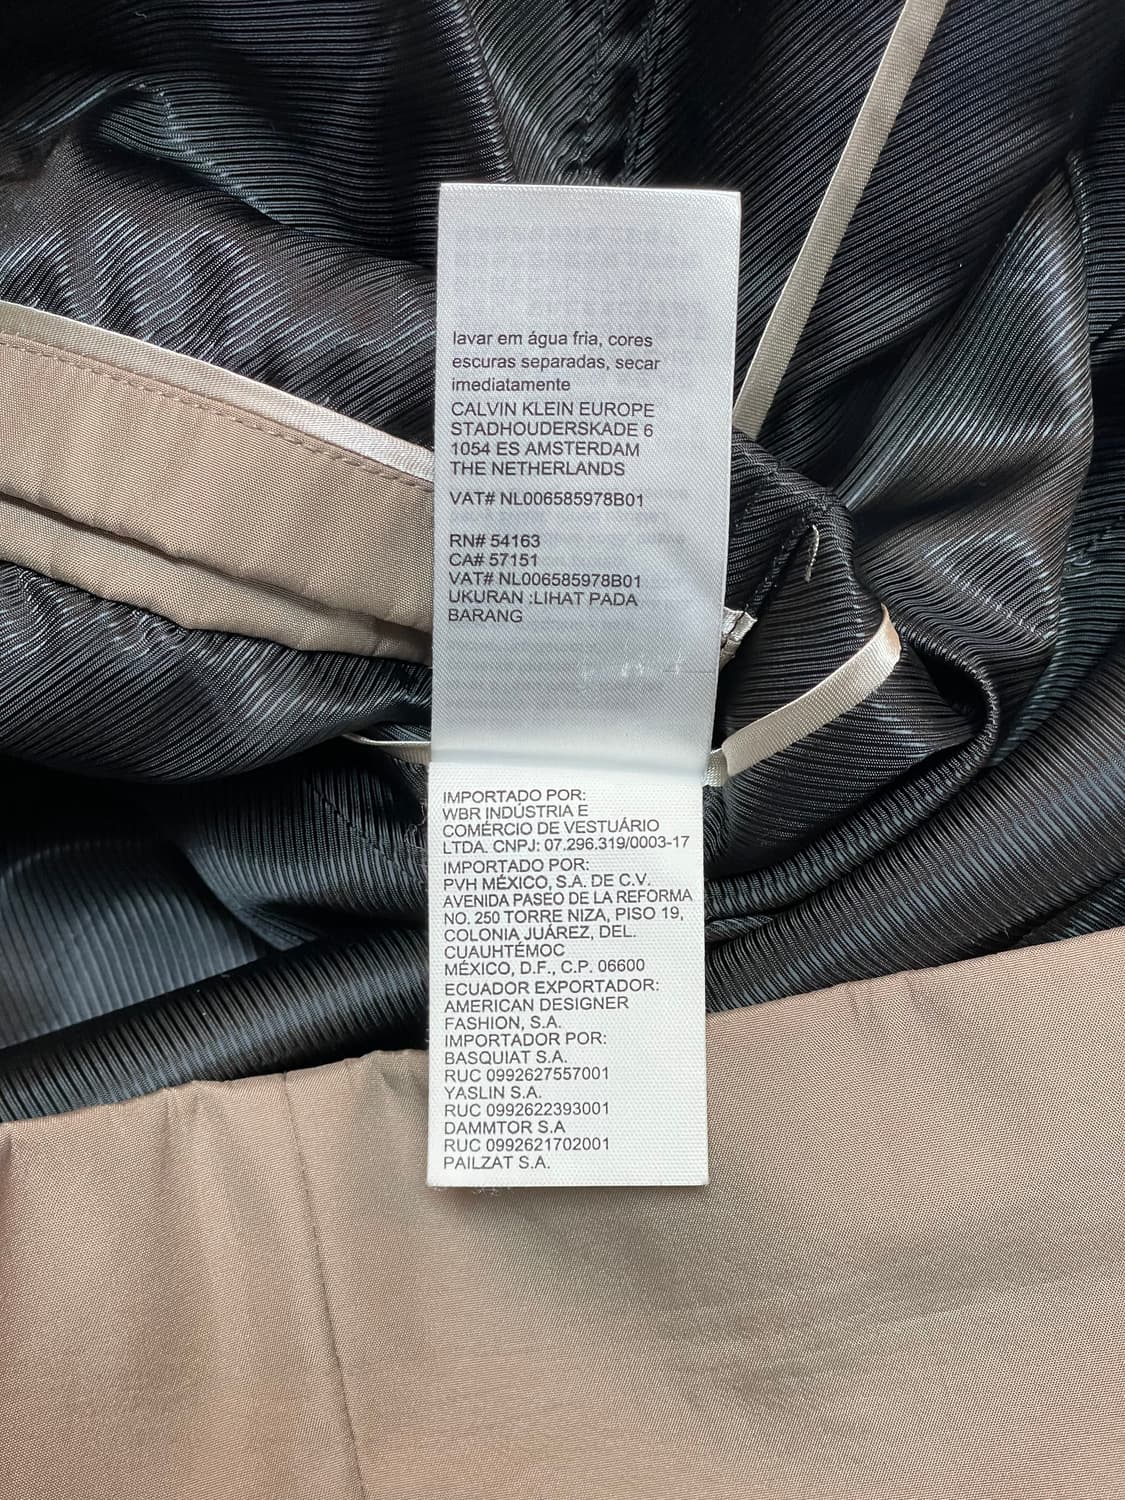 lavar em água fria, cores
escuras separadas, secar
imediatamente
CALVIN KLEIN EUROPE
STADHOUDERSKADE 6
1054 ES AMSTERDAM
THE NETHERLANDS
VAT# NL006585978B01
RN# 54163
CA# 57151
VAT# NL006585978B01
UKURAN :LIHAT PADA
BARANG
IMPORTADO POR:
WBR INDÚSTRIA E
COMÉRCIO DE VESTUÁRIO
LTDA. CNPJ: 07.296.319/0003-17
IMPORTADO POR:
PVH MÉXICO, S.A. DE C.V.
AVENIDA PASEO DE LA REFORMA
NO. 250 TORRE NIZA, PISO 19,
COLONIA JUÁREZ, DEL.
CUAUHTÉMOC
MÉXICO, D.F., C.P. 06600
ECUADOR EXPORTADOR:
AMERICAN DESIGNER
FASHION, S.A.
IMPORTADOR POR:
BASQUIAT S.A.
RUC 0992627557001
YASLIN S.A.
RUC 0992622393001
DAMMTOR S.A
RUC 0992621702001
PAILZAT S.A.